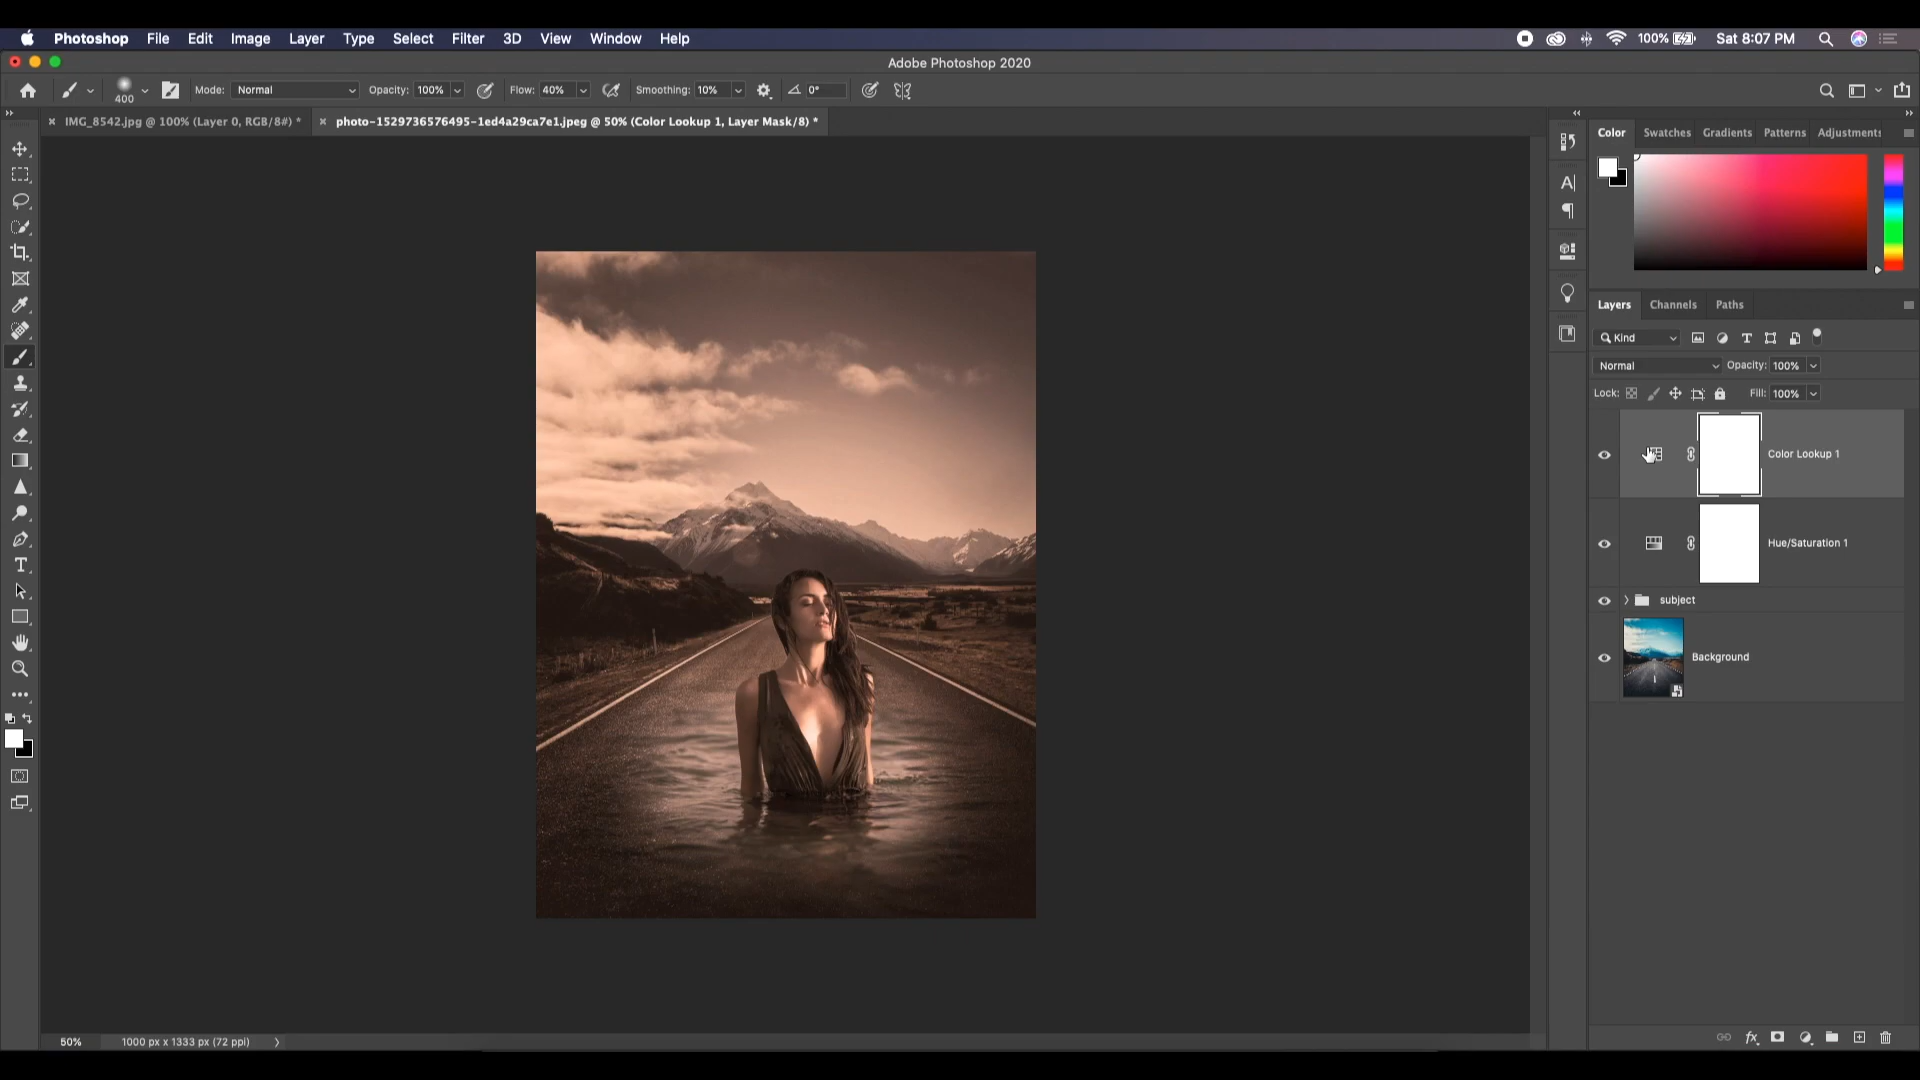 Photoshop File Edit Image Layer Type Select Filter 3D View Window Help 100% Sat 8:07 PM
Adobe Photoshop 2020
400 Mode: Normal Opacity: 100% Flow: 40% Smoothing: 10% 0°
IMG_8542.jpg @ 100% (Layer 0, RGB/8#) * photo-1529736576495-1ed4a29ca7e1.jpeg @ 50% (Color Lookup 1, Layer Mask/8) *
Color Swatches Gradients Patterns Adjustments
Layers Channels Paths
Kind
Normal Opacity: 100%
Lock: Fill: 100%
Color Lookup 1
Hue/Saturation 1
subject
Background
50% 1000 px x 1333 px (72 ppi)